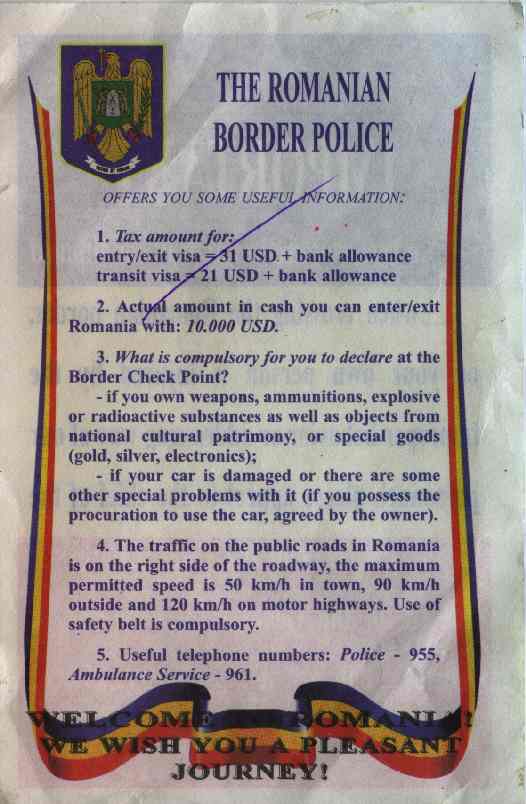 THE ROMANIAN
BORDER POLICE
OFFERS YOU SOME USEFUL INFORMATION:
1. Tax amount for:
entry/exit visa = 31 USD + bank allowance
transit visa = 21 USD + bank allowance
2. Actual amount in cash you can enter/exit
Romania with: 10.000 USD.
3. What is compulsory for you to declare at the
Border Check Point?
- if you own weapons, ammunitions, explosive
or radioactive substances as well as objects from
national cultural patrimony, or special goods
(gold, silver, electronics);
- if your car is damaged or there are some
other special problems with it (if you possess the
procuration to use the car, agreed by the owner).
4. The traffic on the public roads in Romania
is on the right side of the roadway, the maximum
permitted speed is 50 km/h in town, 90 km/h
outside and 120 km/h on motor highways. Use of
safety belt is compulsory.
5. Useful telephone numbers: Police - 955,
Ambulance Service - 961.
WELCOME TO ROMANIA!
WE WISH YOU A PLEASANT
JOURNEY!